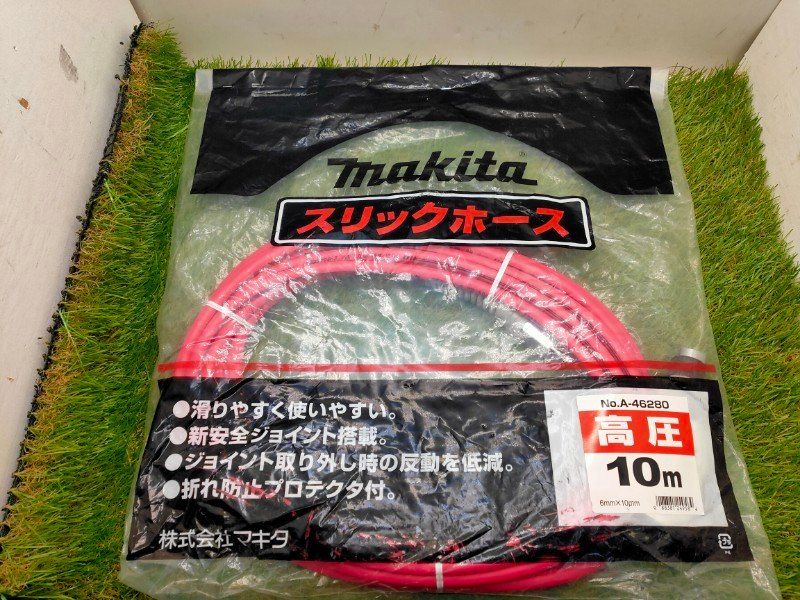 makita®
スリックホース
●滑りやすく使いやすい。
●新安全ジョイント搭載。
●ジョイント取り外し時の反動を低減。
●折れ防止プロテクタ付。
株式会社マキタ
No.A-46280
高圧
10m
6mm×10mm
プラ